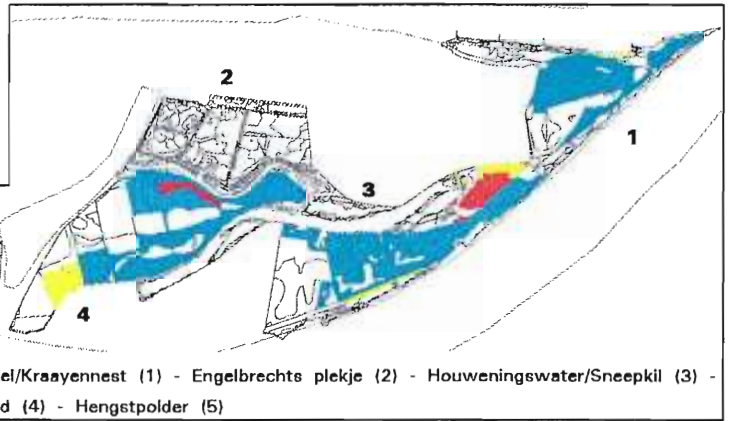 2
1
3
4
el/Kraayennest (1) - Engelbrechts plekje (2) - Houweningswater/Sneepkil (3) -
d (4) - Hengstpolder (5)